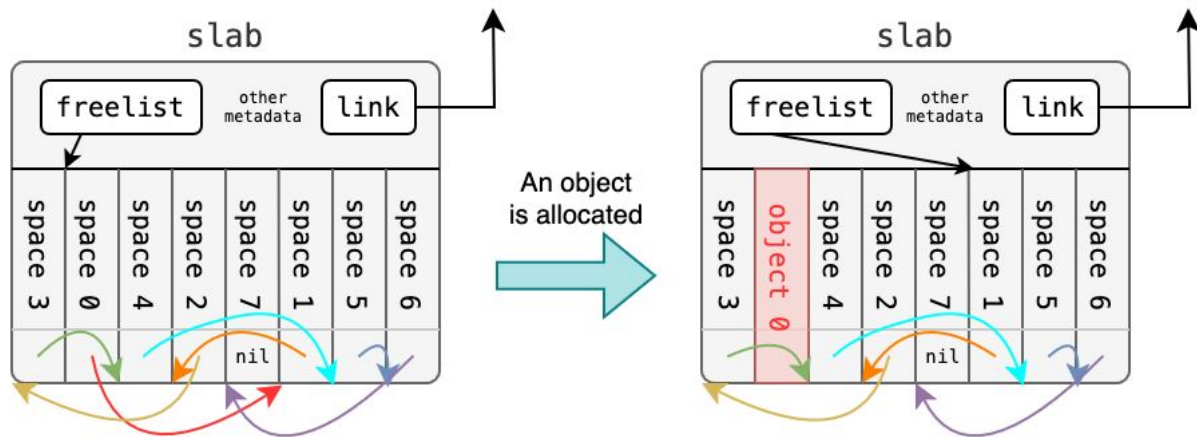 slab
freelist
other
metadata
link
space 3
space 0
space 4
space 2
space 7
space 1
space 5
space 6
nil
An object
is allocated
slab
freelist
other
metadata
link
space 3
object 0
space 4
space 2
space 7
space 1
space 5
space 6
nil